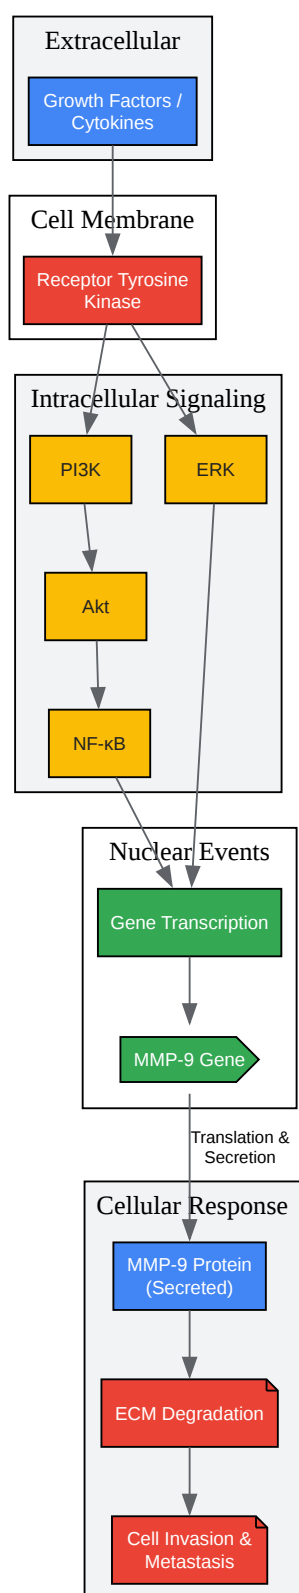 Extracellular
Growth Factors /
Cytokines
Cell Membrane
Receptor Tyrosine
Kinase
Intracellular Signaling
PI3K
ERK
Akt
NF-κB
Nuclear Events
Gene Transcription
MMP-9 Gene
Translation &
Secretion
Cellular Response
MMP-9 Protein
(Secreted)
ECM Degradation
Cell Invasion &
Metastasis